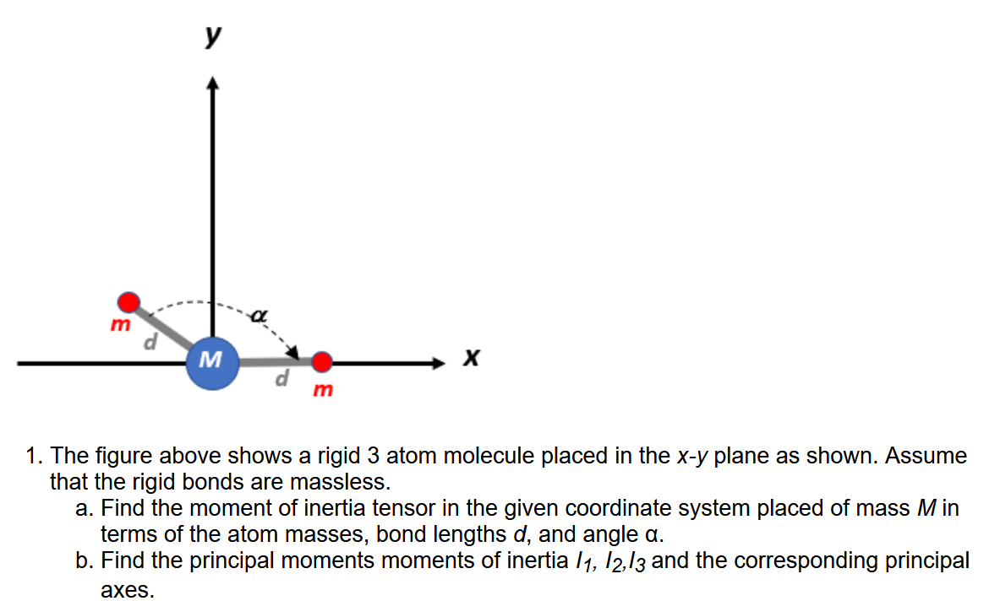 y
α
m
d
M
x
d
m
1. The figure above shows a rigid 3 atom molecule placed in the x-y plane as shown. Assume
that the rigid bonds are massless.
a. Find the moment of inertia tensor in the given coordinate system placed of mass M in
terms of the atom masses, bond lengths d, and angle α.
b. Find the principal moments moments of inertia I1, I2,I3 and the corresponding principal
axes.